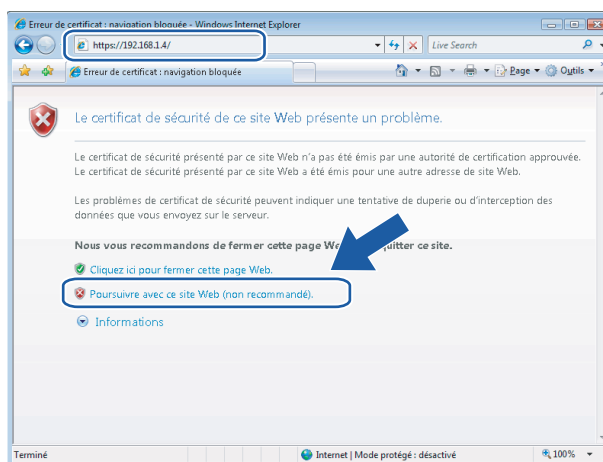 Erreur de certificat : navigation bloquée - Windows Internet Explorer
https://192.168.1.4/
Live Search
Erreur de certificat : navigation bloquée
Page
Outils
Le certificat de sécurité de ce site Web présente un problème.
Le certificat de sécurité présenté par ce site Web n'a pas été émis par une autorité de certification approuvée.
Le certificat de sécurité présenté par ce site Web a été émis pour une autre adresse de site Web.
Les problèmes de certificat de sécurité peuvent indiquer une tentative de duperie ou d'interception des
données que vous envoyez sur le serveur.
Nous vous recommandons de fermer cette page We uitter ce site.
Cliquez ici pour fermer cette page Web.
Poursuivre avec ce site Web (non recommandé).
Informations
Terminé
Internet | Mode protégé : désactivé
100%